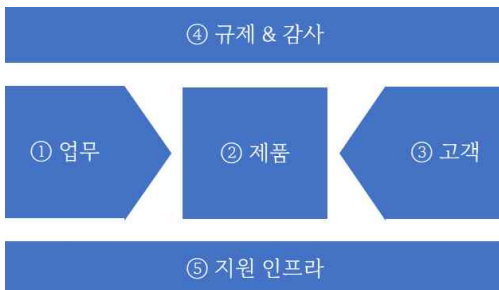 ④ 규제 & 감사
① 업무
② 제품
③ 고객
⑤ 지원 인프라